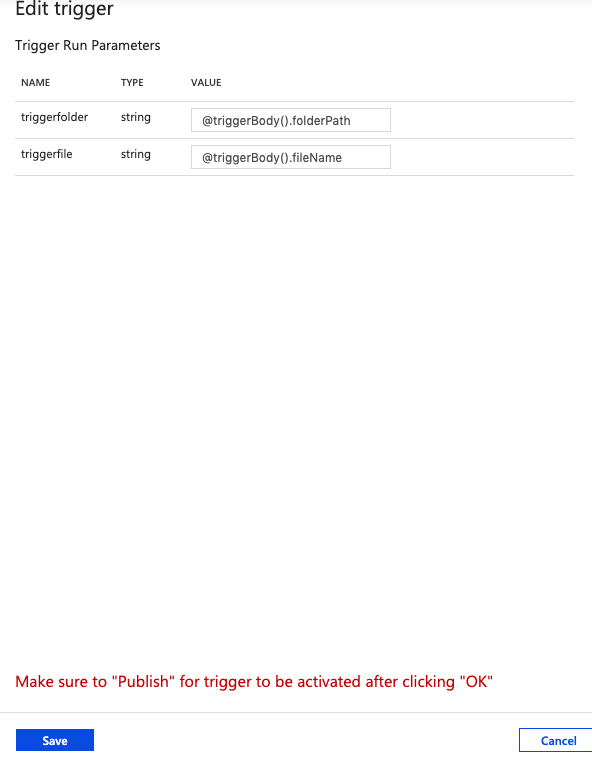 Edit trigger
Trigger Run Parameters
NAME TYPE VALUE
triggerfolder string @triggerBody().folderPath
triggerfile string @triggerBody().fileName
Make sure to "Publish" for trigger to be activated after clicking "OK"
Save Cancel